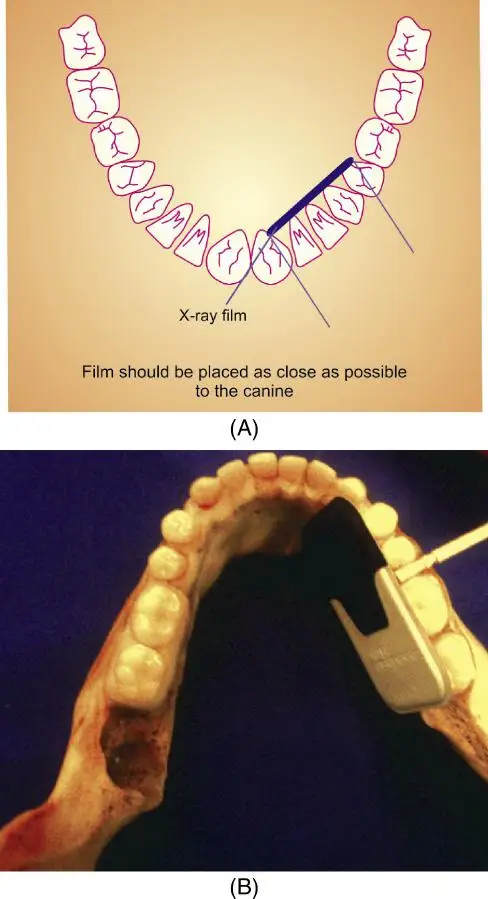 X-ray film
Film should be placed as close as possible
to the canine
(A)
(B)